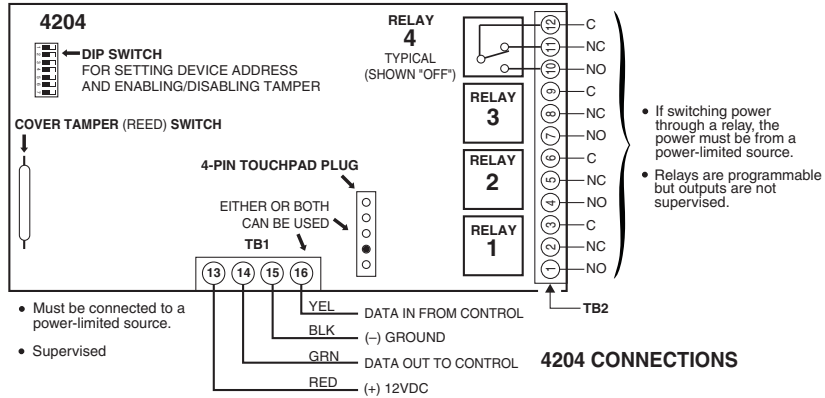 4204
DIP SWITCH
FOR SETTING DEVICE ADDRESS
AND ENABLING/DISABLING TAMPER
COVER TAMPER (REED) SWITCH
4-PIN TOUCHPAD PLUG
EITHER OR BOTH
CAN BE USED
TB1
13 14 15 16
RELAY
4
TYPICAL
(SHOWN "OFF")
RELAY
3
RELAY
2
RELAY
1
12 C
11 NC
10 NO
9 C
8 NC
7 NO
6 C
5 NC
4 NO
3 C
2 NC
1 NO
TB2
• If switching power
through a relay, the
power must be from a
power-limited source.
• Relays are programmable
but outputs are not
supervised.
• Must be connected to a
power-limited source.
• Supervised
YEL DATA IN FROM CONTROL
BLK (–) GROUND
GRN DATA OUT TO CONTROL
RED (+) 12VDC
4204 CONNECTIONS